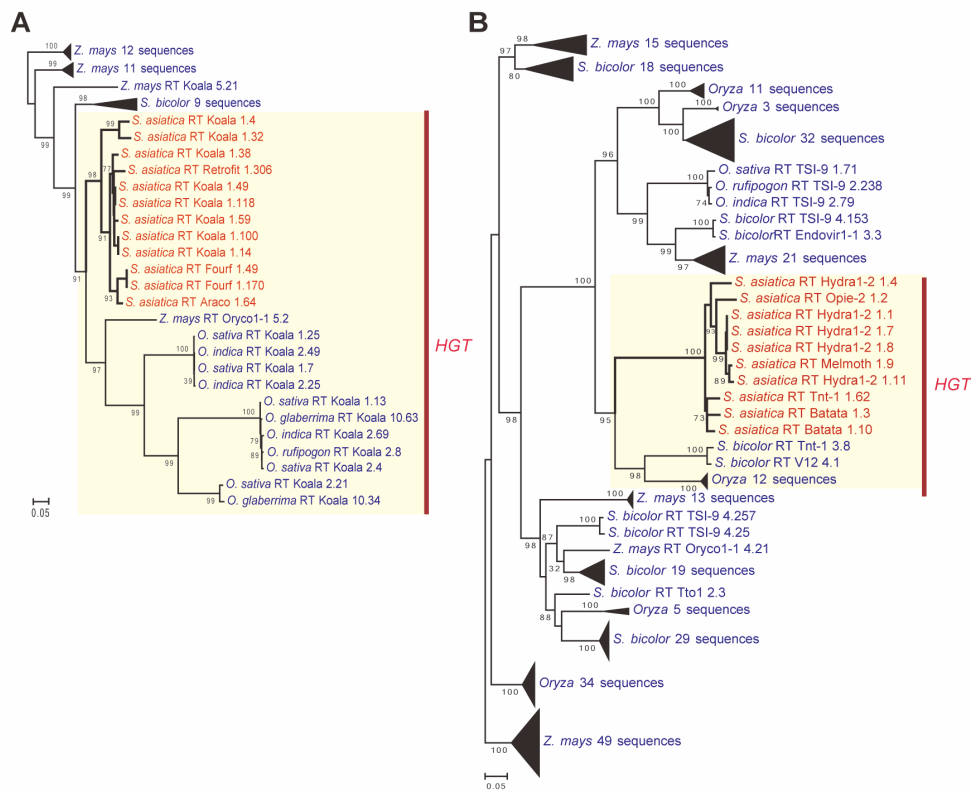 A
100
Z. mays 12 sequences
99
Z. mays 11 sequences
Z. mays RT Koala 5.21
98
S. bicolor 9 sequences
99
S. asiatica RT Koala 1.4
S. asiatica RT Koala 1.32
S. asiatica RT Koala 1.38
77
S. asiatica RT Retrofit 1.306
98
99
S. asiatica RT Koala 1.49
S. asiatica RT Koala 1.118
S. asiatica RT Koala 1.59
S. asiatica RT Koala 1.100
91
S. asiatica RT Koala 1.14
S. asiatica RT Fourf 1.49
91
S. asiatica RT Fourf 1.170
93
S. asiatica RT Araco 1.64
Z. mays RT Oryco1-1 5.2
O. sativa RT Koala 1.25
100
O. indica RT Koala 2.49
97
O. sativa RT Koala 1.7
39
O. indica RT Koala 2.25
O. sativa RT Koala 1.13
99
100
O. glaberrima RT Koala 10.63
O. indica RT Koala 2.69
79
O. rufipogon RT Koala 2.8
99
89
O. sativa RT Koala 2.4
O. sativa RT Koala 2.21
99
O. glaberrima RT Koala 10.34
HGT
0.05
B
98
Z. mays 15 sequences
97
80
S. bicolor 18 sequences
100
Oryza 11 sequences
100
100
Oryza 3 sequences
100
S. bicolor 32 sequences
96
O. sativa RT TSI-9 1.71
100
O. rufipogon RT TSI-9 2.238
74
O. indica RT TSI-9 2.79
99
S. bicolor RT TSI-9 4.153
100
S. bicolorRT Endovir1-1 3.3
99
97
Z. mays 21 sequences
100
S. asiatica RT Hydra1-2 1.4
S. asiatica RT Opie-2 1.2
S. asiatica RT Hydra1-2 1.1
93
S. asiatica RT Hydra1-2 1.7
100
S. asiatica RT Hydra1-2 1.8
99
S. asiatica RT Melmoth 1.9
89
S. asiatica RT Hydra1-2 1.11
S. asiatica RT Tnt-1 1.62
98
95
73
S. asiatica RT Batata 1.3
S. asiatica RT Batata 1.10
S. bicolor RT Tnt-1 3.8
100
S. bicolor RT V12 4.1
98
100
Oryza 12 sequences
HGT
100
Z. mays 13 sequences
S. bicolor RT TSI-9 4.257
100
87
S. bicolor RT TSI-9 4.25
98
Z. mays RT Oryco1-1 4.21
32
98
S. bicolor 19 sequences
S. bicolor RT Tto1 2.3
100
Oryza 5 sequences
88
100
S. bicolor 29 sequences
100
Oryza 34 sequences
100
Z. mays 49 sequences
0.05